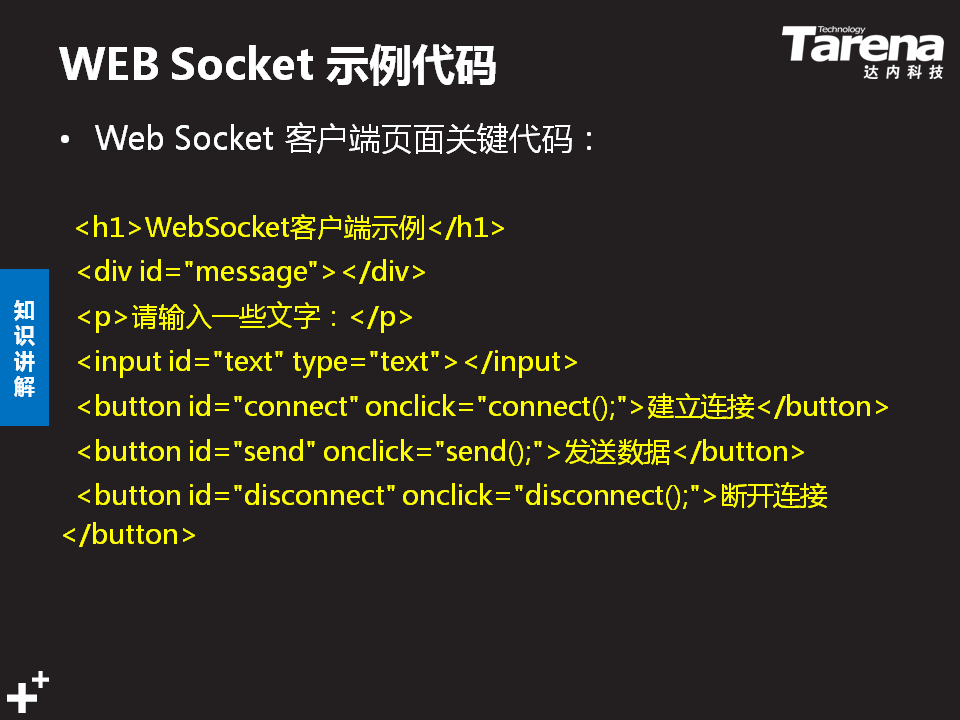 WEB Socket 示例代码
Technology
Tarena
达内科技
• Web Socket 客户端页面关键代码：
<h1>WebSocket客户端示例</h1>
<div id="message"></div>
<p>请输入一些文字：</p>
<input id="text" type="text"></input>
<button id="connect" onclick="connect();">建立连接</button>
<button id="send" onclick="send();">发送数据</button>
<button id="disconnect" onclick="disconnect();">断开连接
</button>
知识讲解